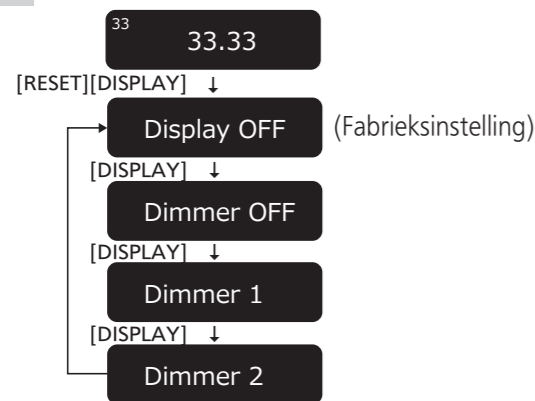 33
33.33
[RESET][DISPLAY] ↓
Display OFF (Fabrieksinstelling)
[DISPLAY] ↓
Dimmer OFF
[DISPLAY] ↓
Dimmer 1
[DISPLAY] ↓
Dimmer 2